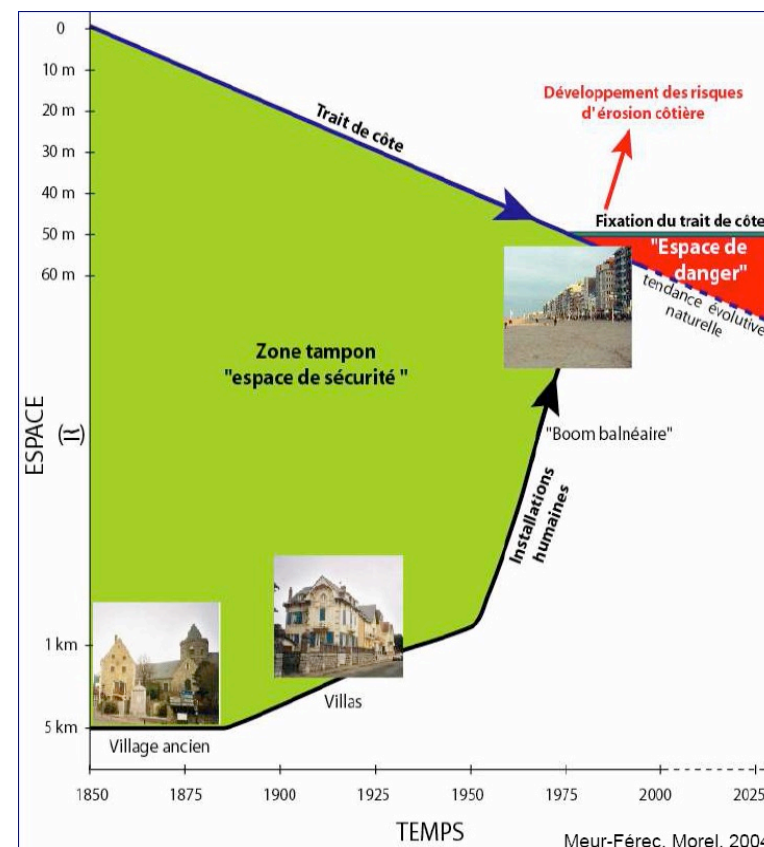 0
10 m
20 m
30 m
40 m
50 m
60 m
1 km
5 km
ESPACE
(≈)
Trait de côte
Développement des risques
d'érosion côtière
Fixation du trait de côte
"Espace de
danger"
tendance évolutive
naturelle
Zone tampon
"espace de sécurité "
"Boom balnéaire"
Installations
humaines
Villas
Village ancien
1850
1875
1900
1925
1950
1975
2000
2025
TEMPS
Meur-Férec, Morel, 2004